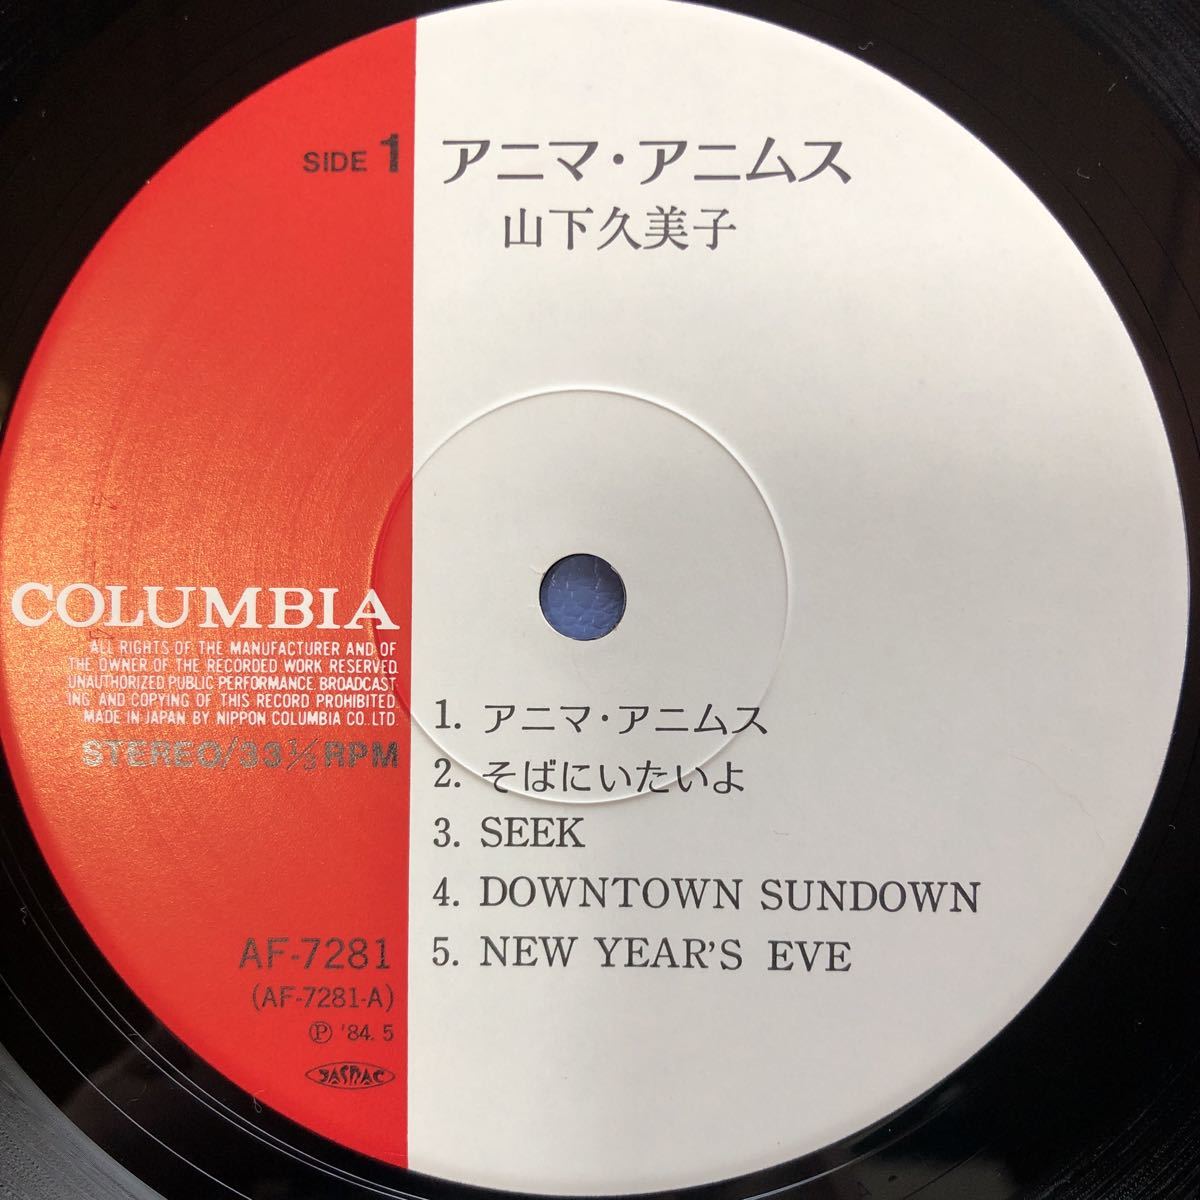 SIDE 1
アニマ・アニムス
山下久美子
COLUMBIA
ALL RIGHTS OF THE MANUFACTURER AND OF
THE OWNER OF THE RECORDED WORK RESERVED.
UNAUTHORIZED PUBLIC PERFORMANCE. BROADCAST
ING AND COPYING OF THIS RECORD PROHIBITED.
MADE IN JAPAN BY NIPPON COLUMBIA CO. LTD.
STEREO/33 1/3 RPM
1. アニマ・アニムス
2. そばにいたいよ
3. SEEK
4. DOWNTOWN SUNDOWN
5. NEW YEAR'S EVE
AF-7281
(AF-7281-A)
Ⓟ '84. 5
JASRAC